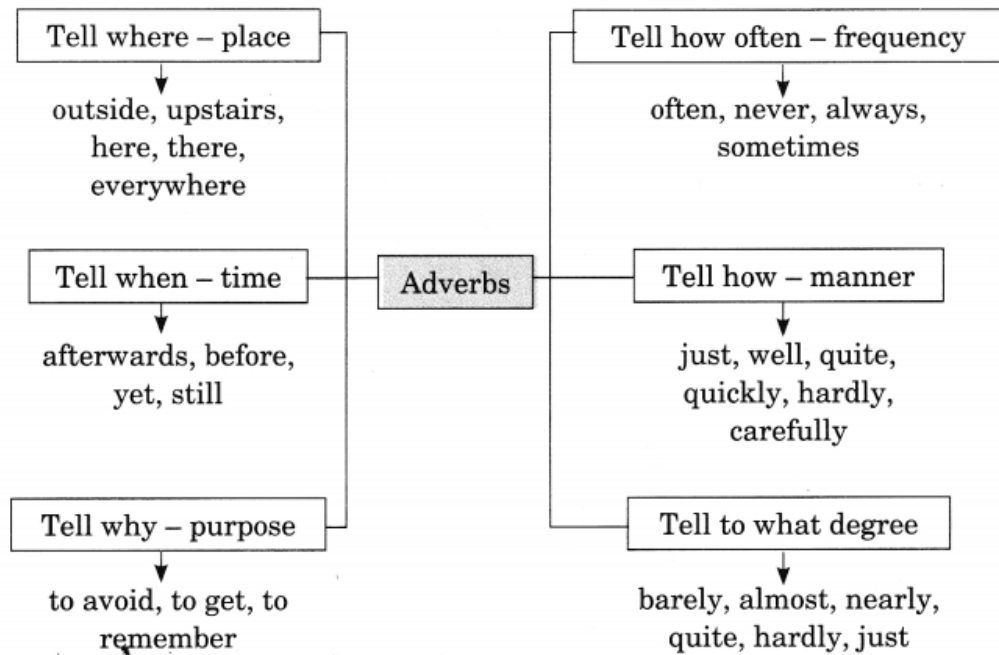 Tell where – place
outside, upstairs,
here, there,
everywhere
Tell when – time
afterwards, before,
yet, still
Tell why – purpose
to avoid, to get, to
remember
Adverbs
Tell how often – frequency
often, never, always,
sometimes
Tell how – manner
just, well, quite,
quickly, hardly,
carefully
Tell to what degree
barely, almost, nearly,
quite, hardly, just